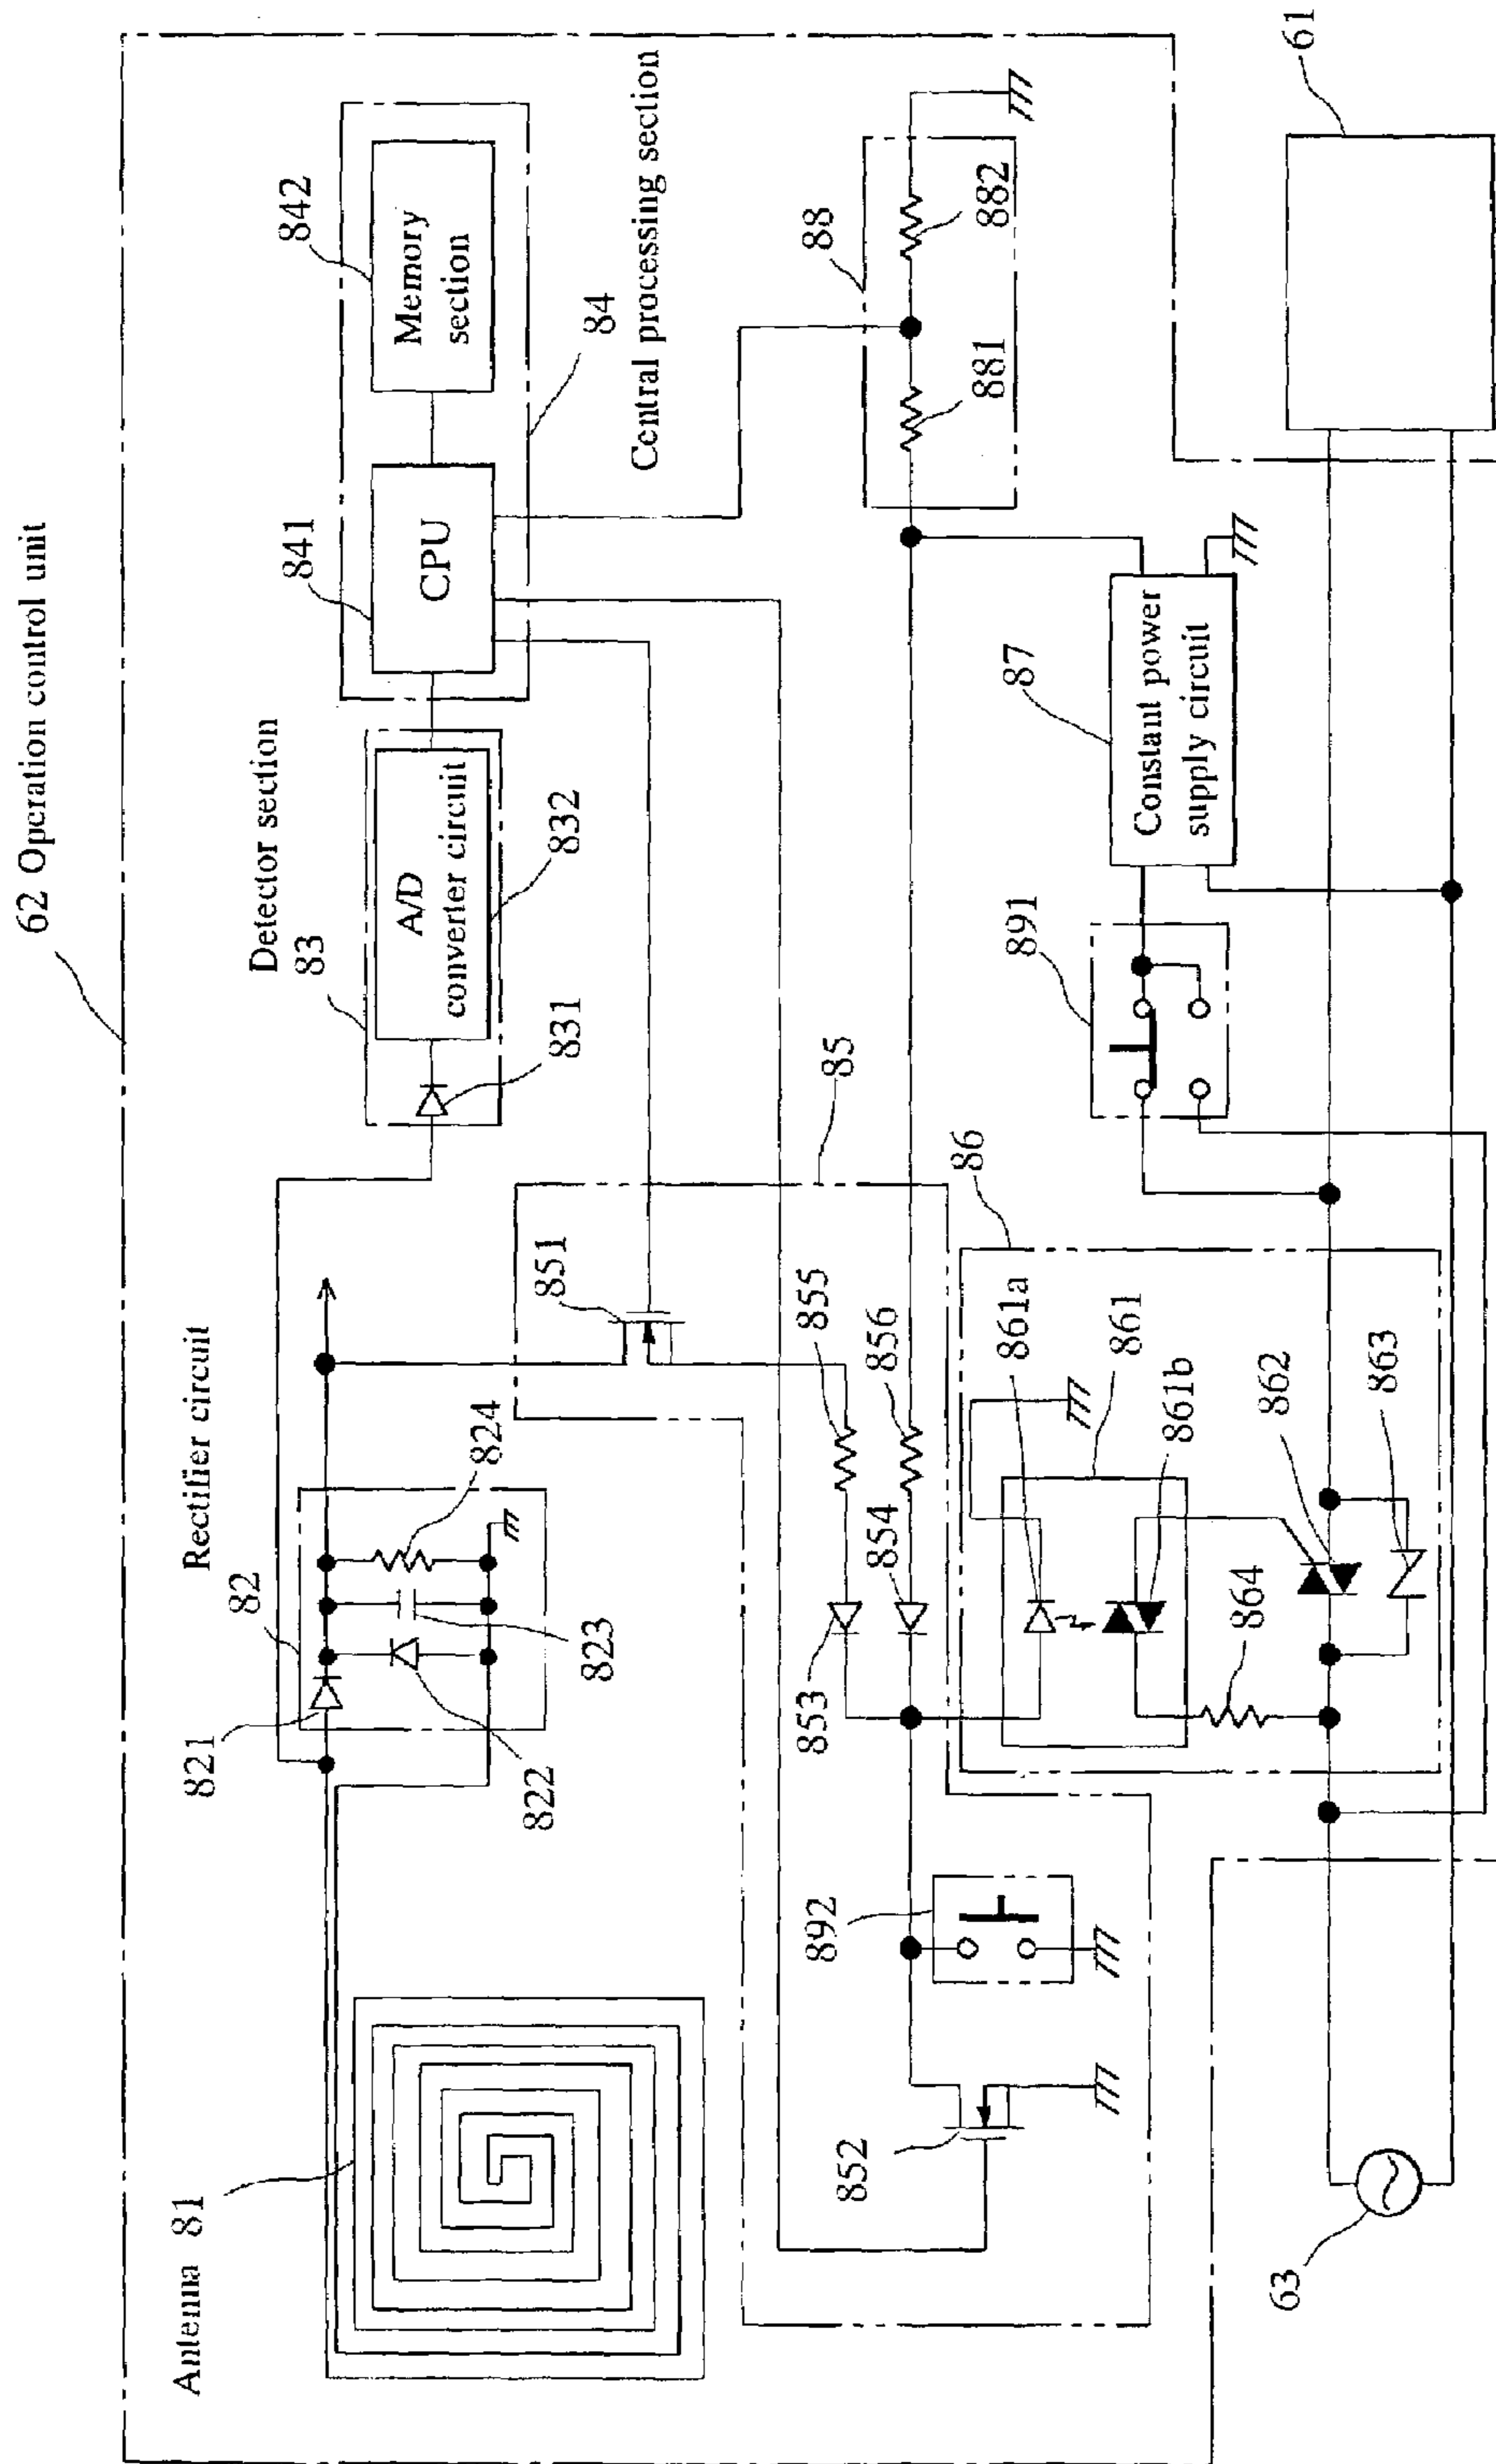 62 Operation control unit
Antenna 81
Rectifier circuit
82
821
822
823
824
Detector section
83
831
A/D
converter circuit
832
841
CPU
842
Memory
section
84
Central processing section
85
851
852
853
854
855
856
892
86
861a
861
861b
862
863
864
88
881
882
891
87
Constant power
supply circuit
61
63